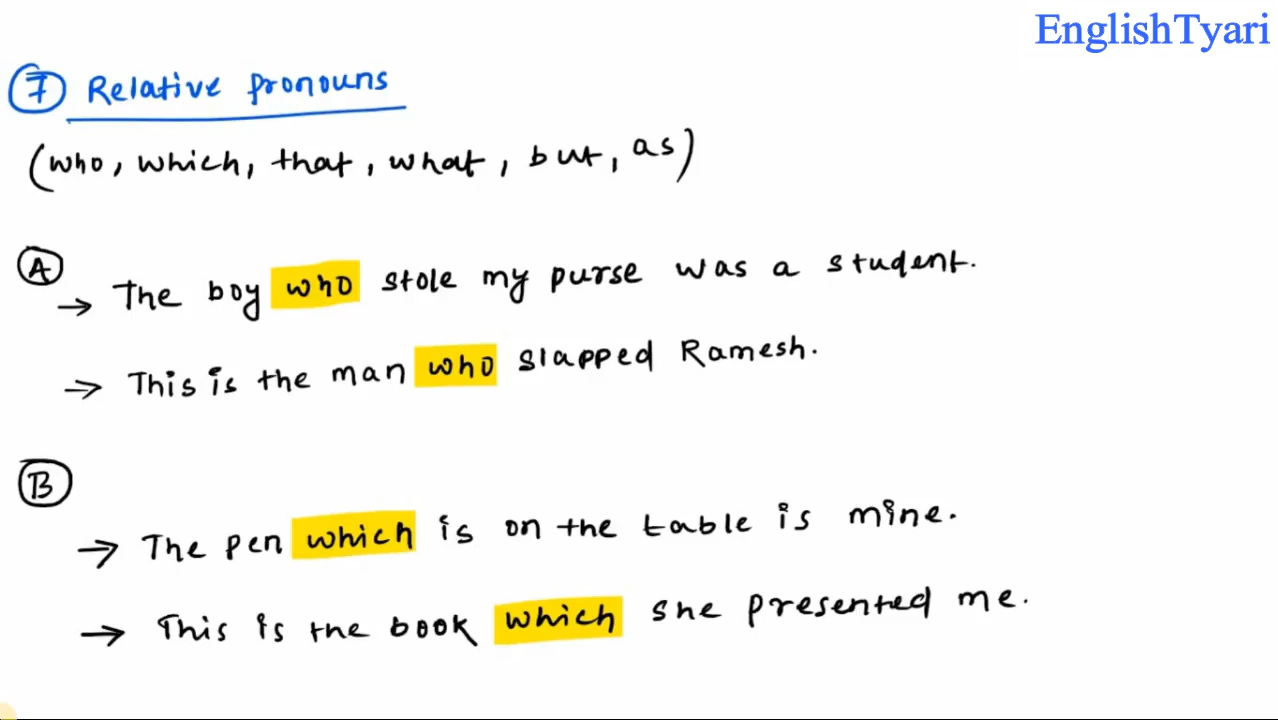 EnglishTyari
7 Relative pronouns
(who, which, that, what, but, as)
A
→ The boy who stole my purse was a student.
→ This is the man who slapped Ramesh.
B
→ The pen which is on the table is mine.
→ This is the book which she presented me.